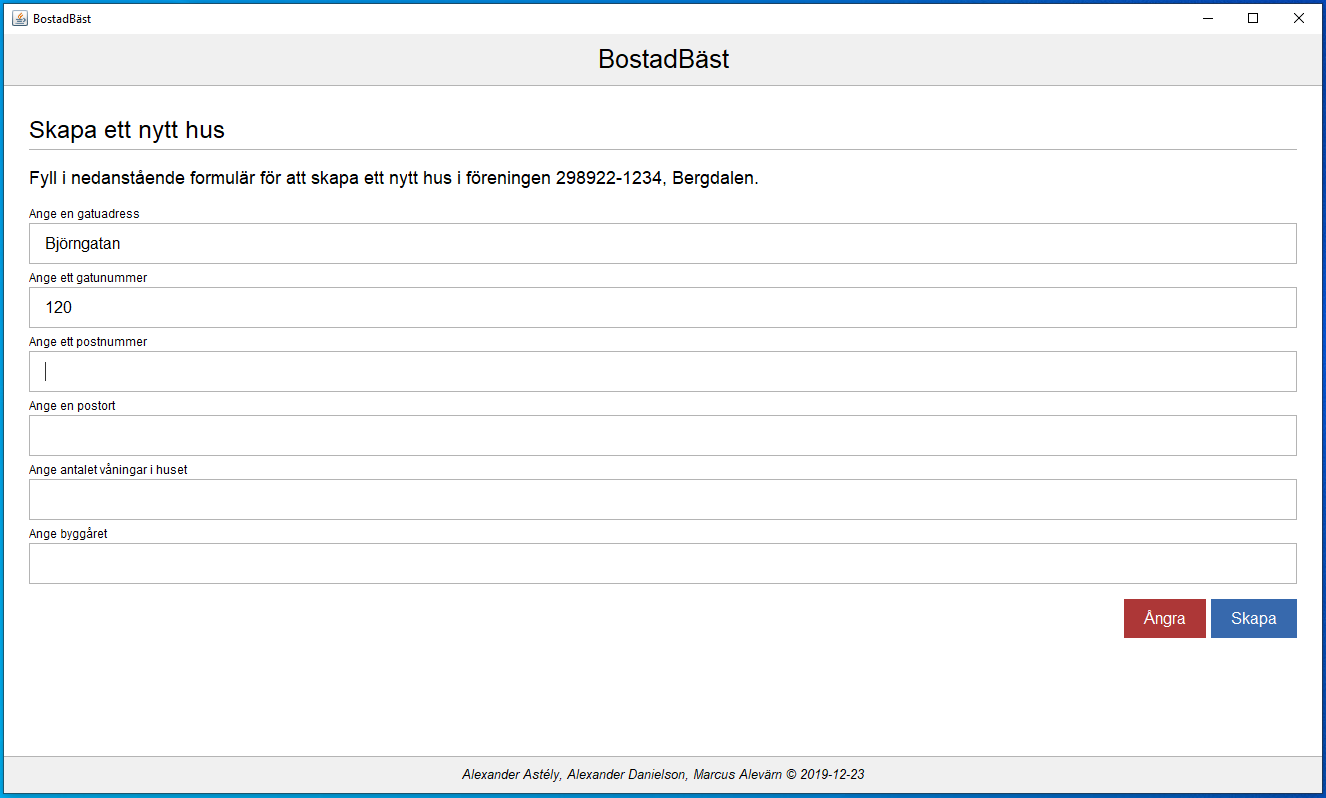 BostadBäst
BostadBäst
Skapa ett nytt hus
Fyll i nedanstående formulär för att skapa ett nytt hus i föreningen 298922-1234, Bergdalen.
Ange en gatuadress
Björngatan
Ange ett gatunummer
120
Ange ett postnummer
Ange en postort
Ange antalet våningar i huset
Ange byggåret
Ångra Skapa
Alexander Astély, Alexander Danielson, Marcus Alevärn © 2019-12-23